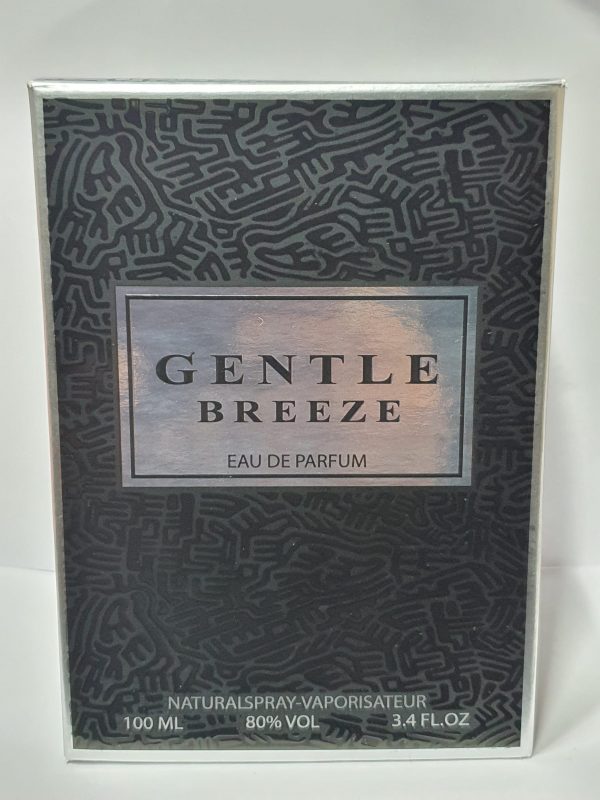 GENTLE
BREEZE
EAU DE PARFUM
NATURALSPRAY-VAPORISATEUR
100 ML 80% VOL 3.4 FL.OZ